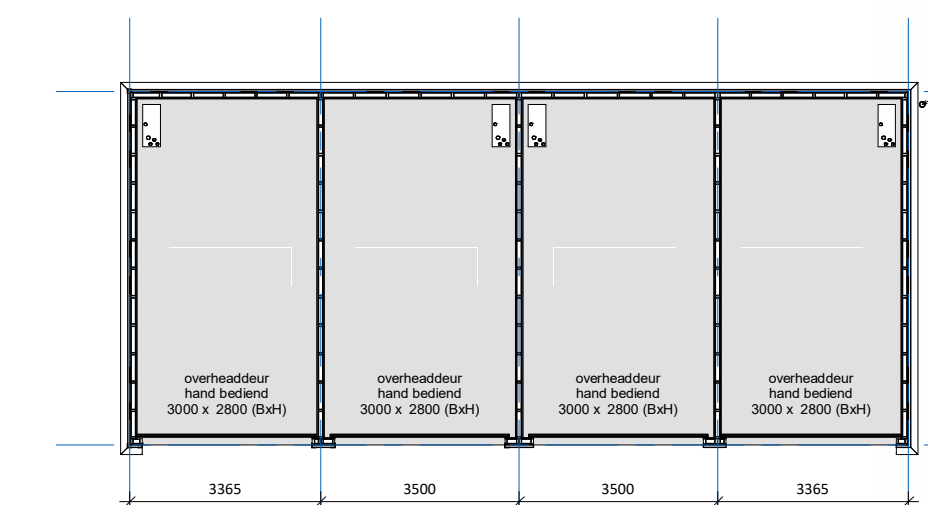 overheaddeur
hand bediend
3000 x 2800 (BxH)
overheaddeur
hand bediend
3000 x 2800 (BxH)
overheaddeur
hand bediend
3000 x 2800 (BxH)
overheaddeur
hand bediend
3000 x 2800 (BxH)
3365
3500
3500
3365